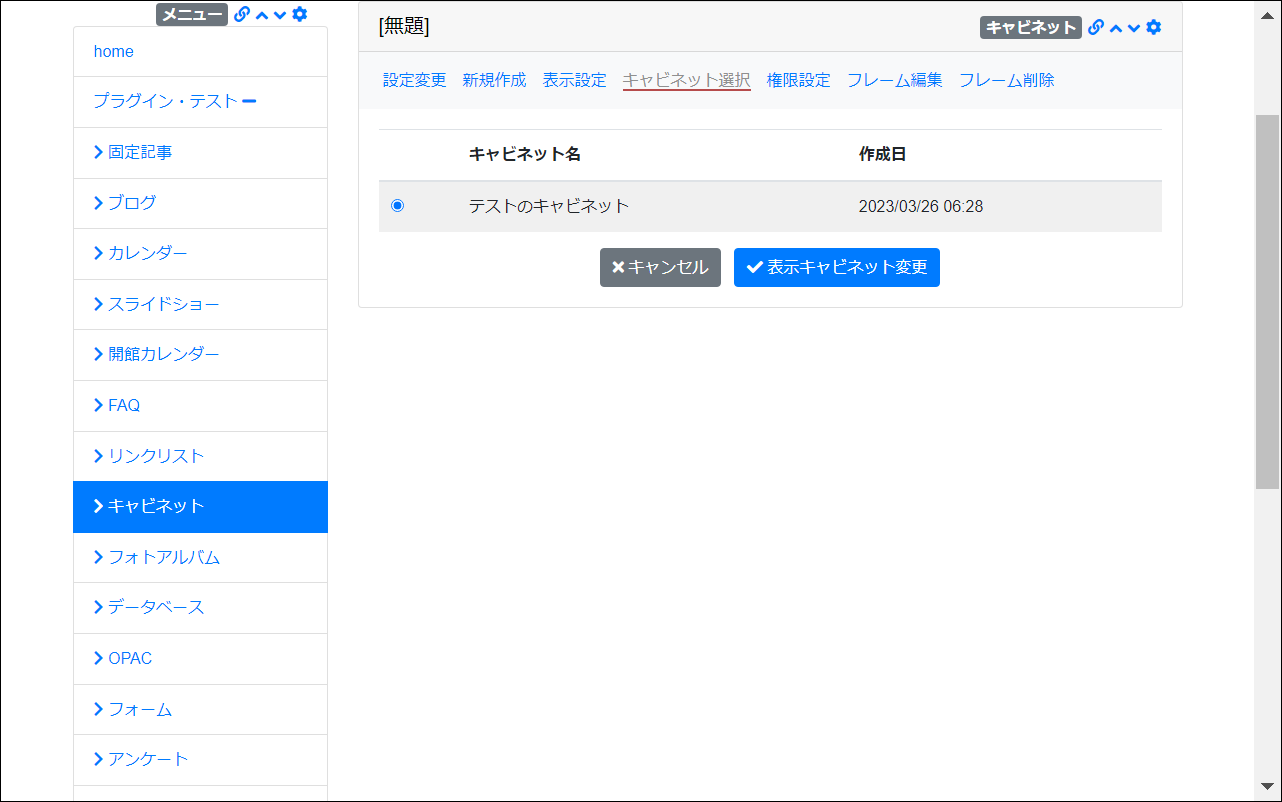 メニュー
home
プラグイン・テスト
固定記事
ブログ
カレンダー
スライドショー
開館カレンダー
FAQ
リンクリスト
キャビネット
フォトアルバム
データベース
OPAC
フォーム
アンケート
[無題] キャビネット
設定変更 新規作成 表示設定 キャビネット選択 権限設定 フレーム編集 フレーム削除
キャビネット名 作成日
テストのキャビネット 2023/03/26 06:28
キャンセル 表示キャビネット変更